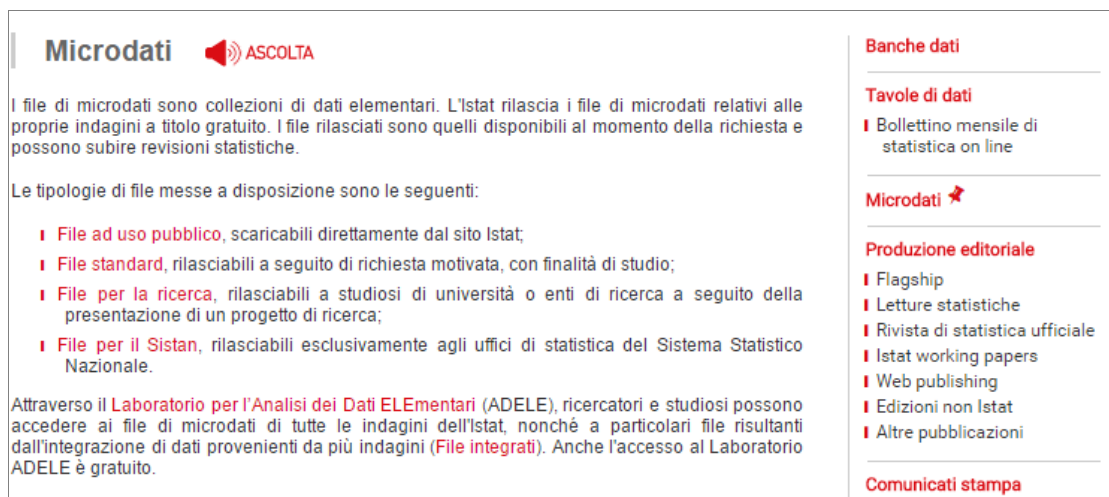 Microdati ASCOLTA
I file di microdati sono collezioni di dati elementari. L'Istat rilascia i file di microdati relativi alle
proprie indagini a titolo gratuito. I file rilasciati sono quelli disponibili al momento della richiesta e
possono subire revisioni statistiche.
Le tipologie di file messe a disposizione sono le seguenti:
File ad uso pubblico, scaricabili direttamente dal sito Istat;
File standard, rilasciabili a seguito di richiesta motivata, con finalità di studio;
File per la ricerca, rilasciabili a studiosi di università o enti di ricerca a seguito della
presentazione di un progetto di ricerca;
File per il Sistan, rilasciabili esclusivamente agli uffici di statistica del Sistema Statistico
Nazionale.
Attraverso il Laboratorio per l'Analisi dei Dati ELEmentari (ADELE), ricercatori e studiosi possono
accedere ai file di microdati di tutte le indagini dell'Istat, nonché a particolari file risultanti
dall'integrazione di dati provenienti da più indagini (File integrati). Anche l'accesso al Laboratorio
ADELE è gratuito.
Banche dati
Tavole di dati
Bollettino mensile di
statistica on line
Microdati
Produzione editoriale
Flagship
Letture statistiche
Rivista di statistica ufficiale
Istat working papers
Web publishing
Edizioni non Istat
Altre pubblicazioni
Comunicati stampa